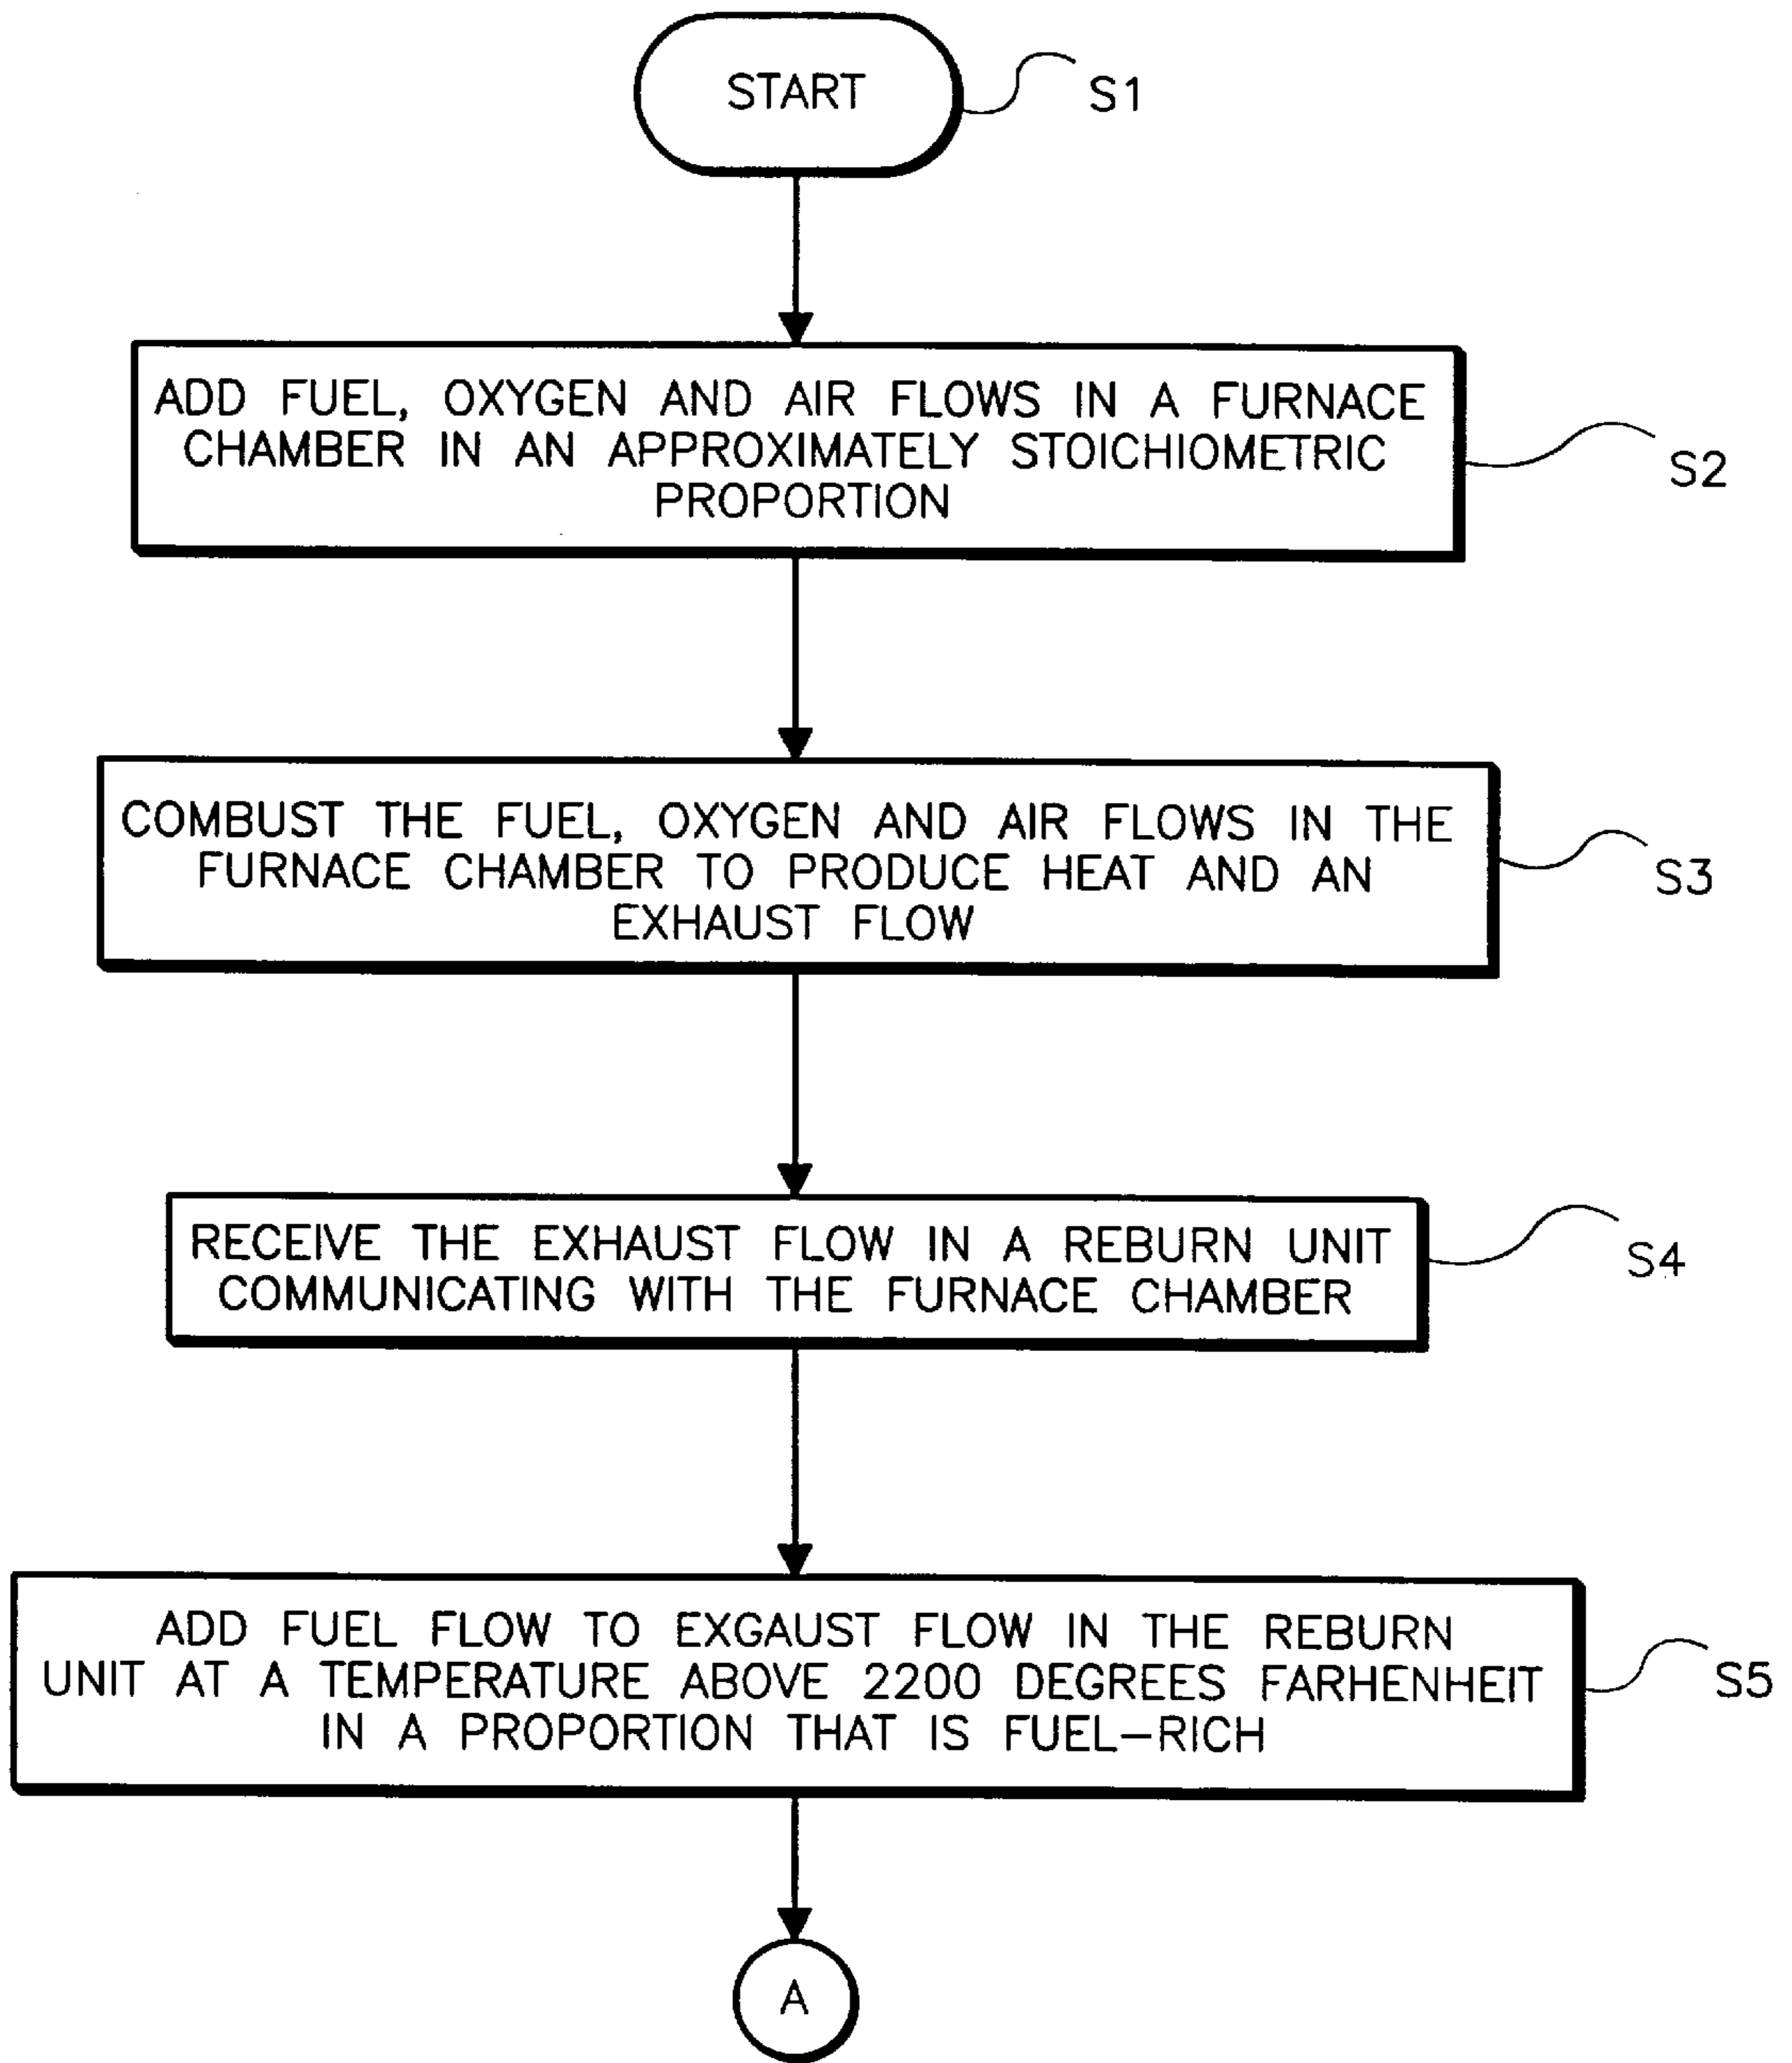 START
S1
ADD FUEL, OXYGEN AND AIR FLOWS IN A FURNACE
CHAMBER IN AN APPROXIMATELY STOICHIOMETRIC
PROPORTION
S2
COMBUST THE FUEL, OXYGEN AND AIR FLOWS IN THE
FURNACE CHAMBER TO PRODUCE HEAT AND AN
EXHAUST FLOW
S3
RECEIVE THE EXHAUST FLOW IN A REBURN UNIT
COMMUNICATING WITH THE FURNACE CHAMBER
S4
ADD FUEL FLOW TO EXGAUST FLOW IN THE REBURN
UNIT AT A TEMPERATURE ABOVE 2200 DEGREES FARHENHEIT
IN A PROPORTION THAT IS FUEL–RICH
S5
A